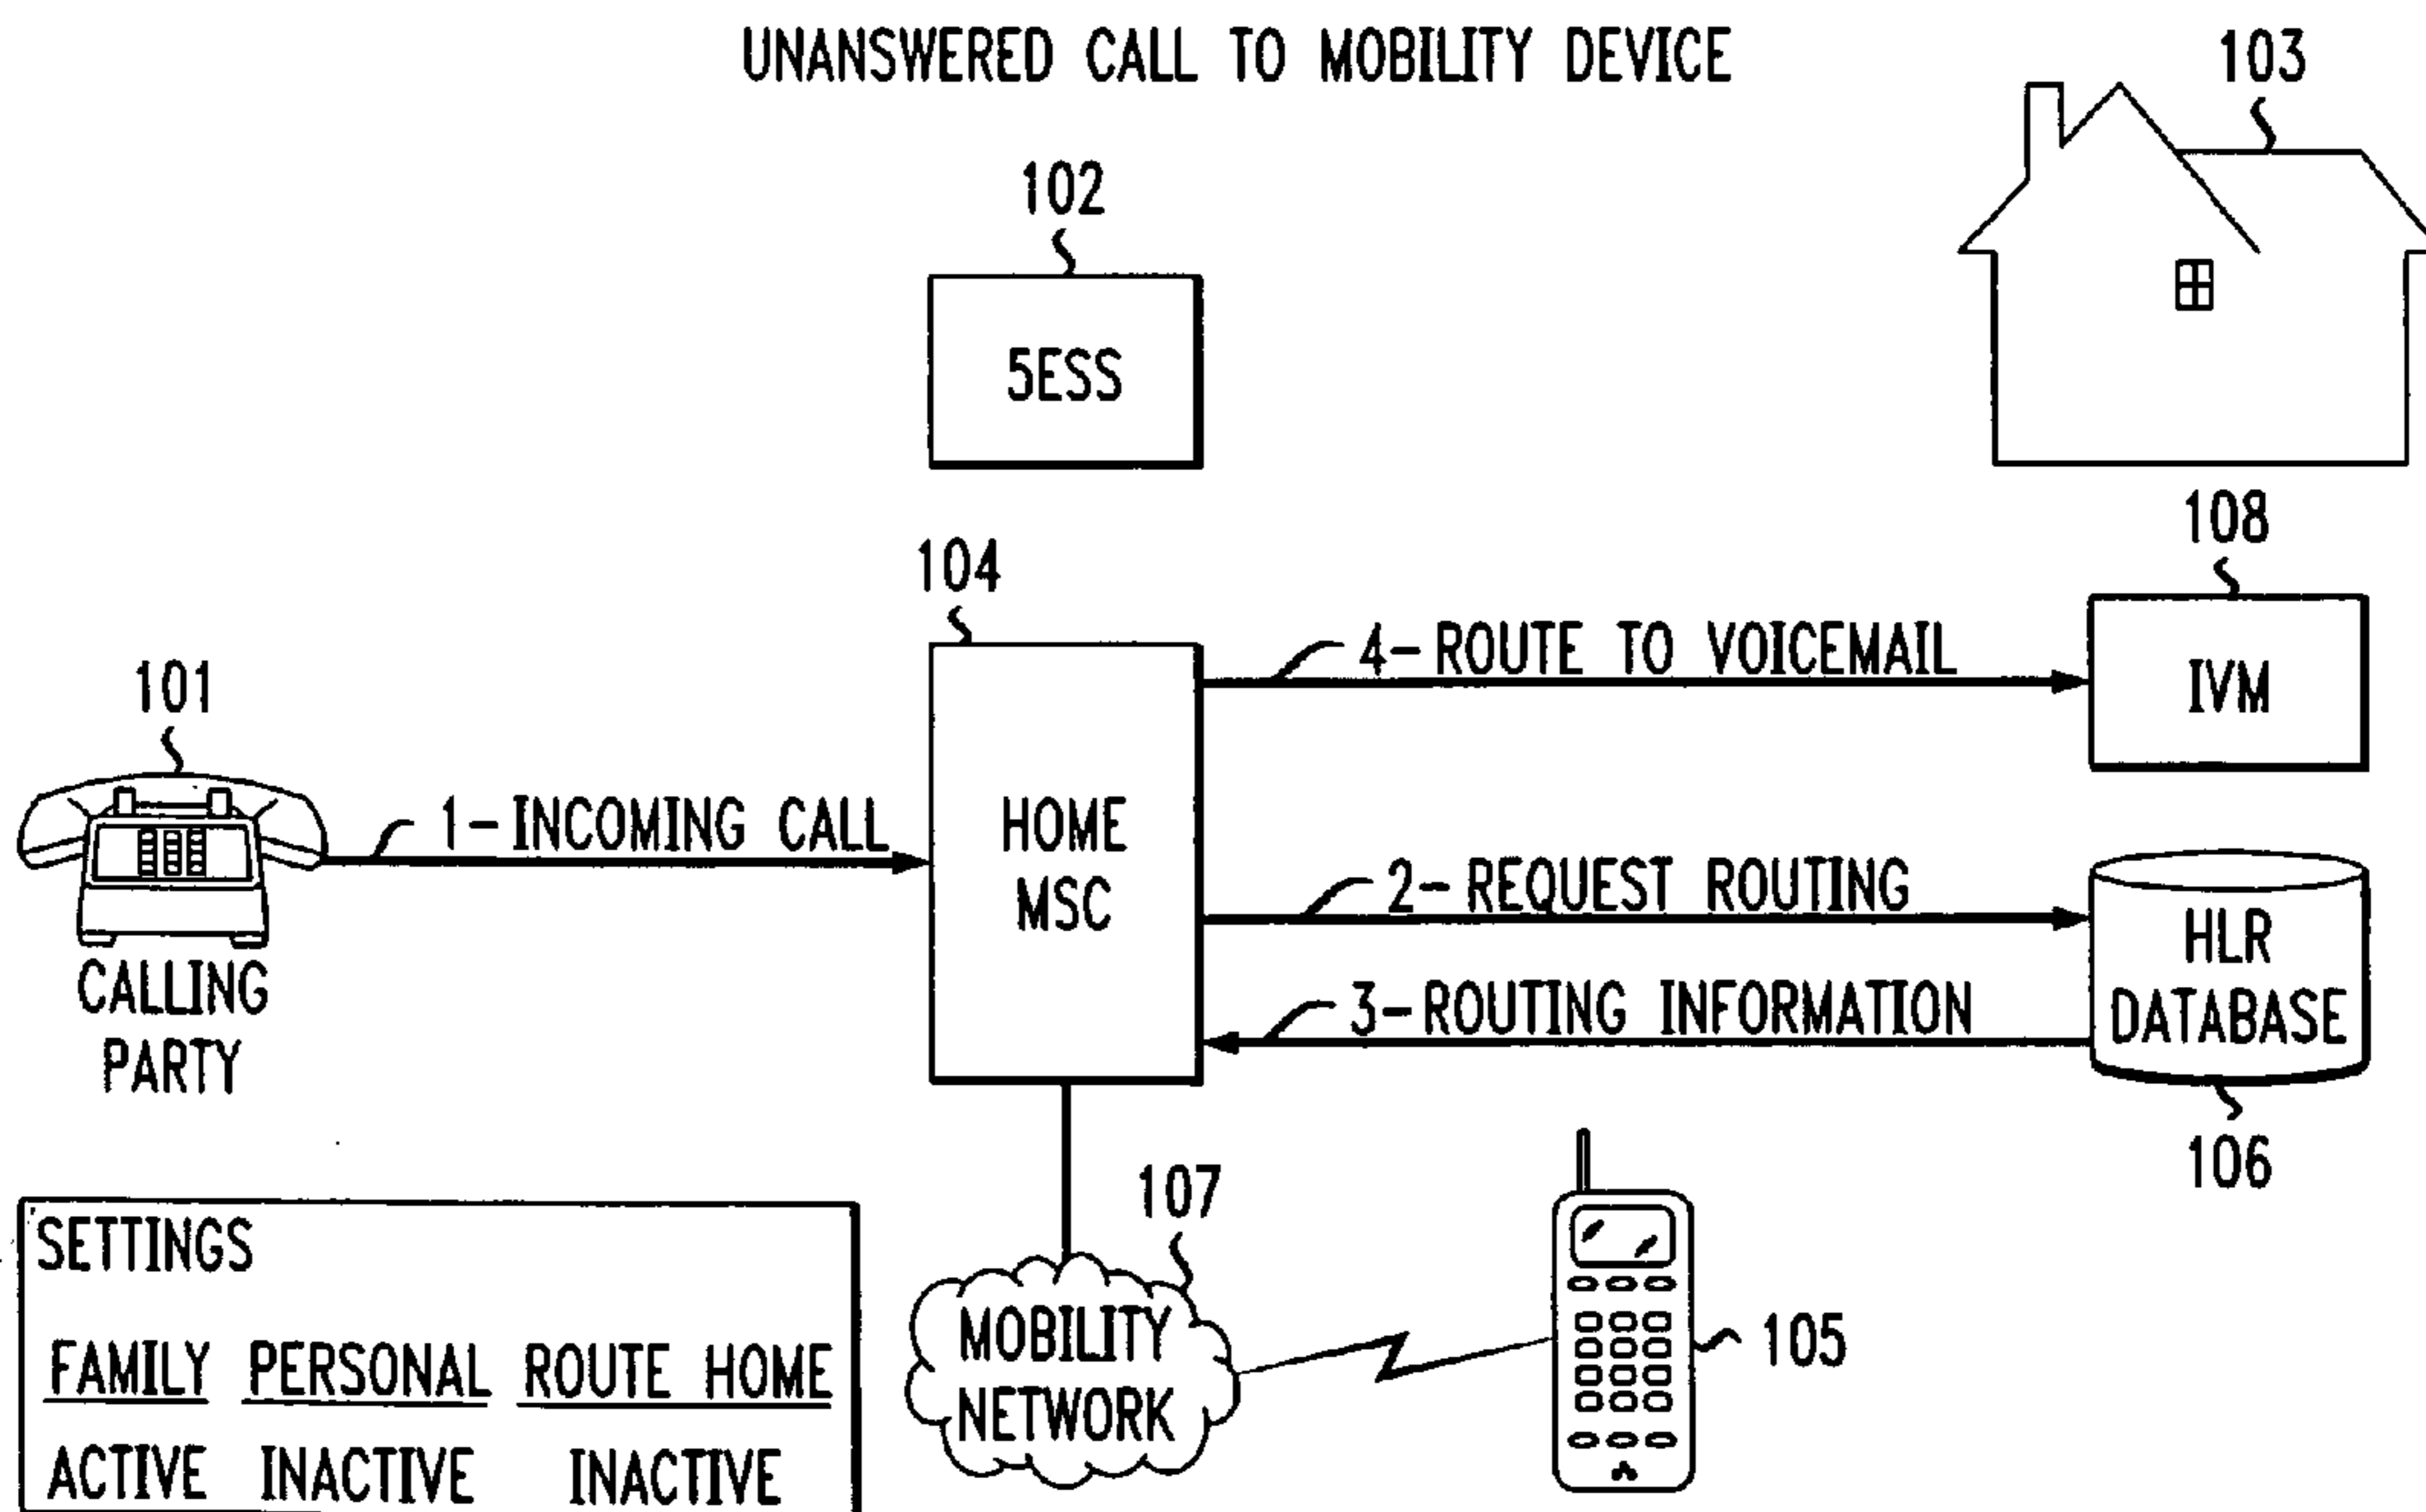 UNANSWERED CALL TO MOBILITY DEVICE
103
102
5ESS
108
104
4- ROUTE TO VOICEMAIL
IVM
101
1- INCOMING CALL
HOME
MSC
2- REQUEST ROUTING
HLR
DATABASE
3- ROUTING INFORMATION
CALLING
PARTY
106
107
SETTINGS
FAMILY PERSONAL ROUTE HOME
ACTIVE INACTIVE INACTIVE
MOBILITY
NETWORK
105